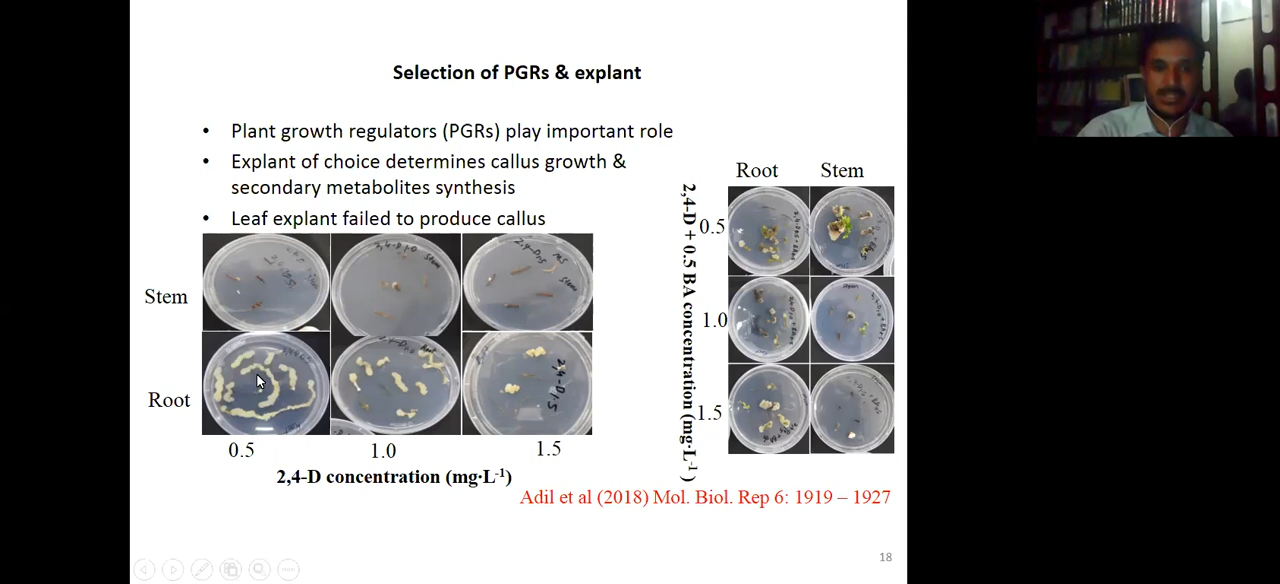 Selection of PGRs & explant
• Plant growth regulators (PGRs) play important role
• Explant of choice determines callus growth &
secondary metabolites synthesis
• Leaf explant failed to produce callus
Stem
Root
0.5
1.0
1.5
2,4-D concentration (mg·L-1)
Root
Stem
2,4-D + 0.5 BA concentration (mg·L-1)
0.5
1.0
1.5
Adil et al (2018) Mol. Biol. Rep 6: 1919 – 1927
18